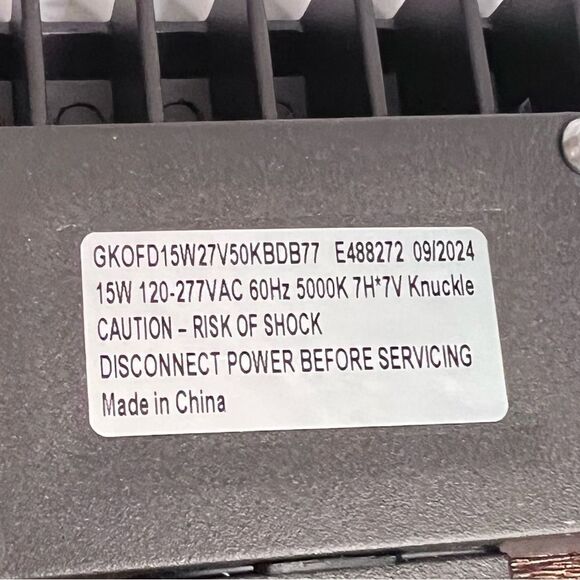 GKOFD15W27V50KBDB77 E488272 09/2024
15W 120-277VAC 60Hz 5000K 7H*7V Knuckle
CAUTION – RISK OF SHOCK
DISCONNECT POWER BEFORE SERVICING
Made in China